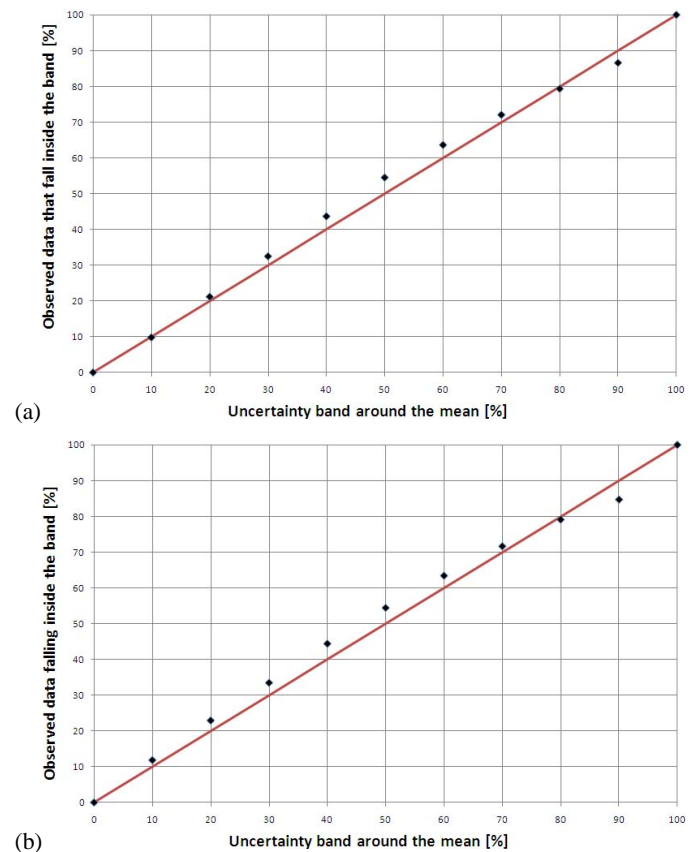 Observed data that fall inside the band [%]
100
90
80
70
60
50
40
30
20
10
0
0 10 20 30 40 50 60 70 80 90 100
(a)
Uncertainty band around the mean [%]
Observed data falling inside the band [%]
100
90
80
70
60
50
40
30
20
10
0
0 10 20 30 40 50 60 70 80 90 100
(b)
Uncertainty band around the mean [%]